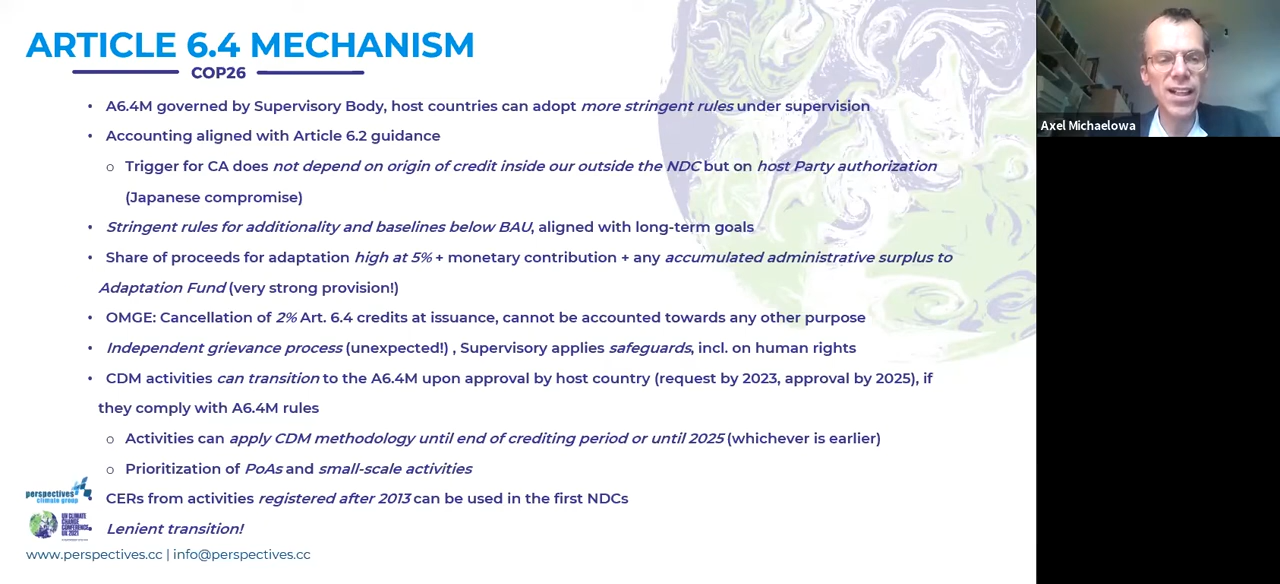 ARTICLE 6.4 MECHANISM
COP26
• A6.4M governed by Supervisory Body, host countries can adopt more stringent rules under supervision
• Accounting aligned with Article 6.2 guidance
o Trigger for CA does not depend on origin of credit inside our outside the NDC but on host Party authorization
(Japanese compromise)
• Stringent rules for additionality and baselines below BAU, aligned with long-term goals
• Share of proceeds for adaptation high at 5% + monetary contribution + any accumulated administrative surplus to
Adaptation Fund (very strong provision!)
• OMGE: Cancellation of 2% Art. 6.4 credits at issuance, cannot be accounted towards any other purpose
• Independent grievance process (unexpected!) , Supervisory applies safeguards, incl. on human rights
• CDM activities can transition to the A6.4M upon approval by host country (request by 2023, approval by 2025), if
they comply with A6.4M rules
o Activities can apply CDM methodology until end of crediting period or until 2025 (whichever is earlier)
o Prioritization of PoAs and small-scale activities
CERs from activities registered after 2013 can be used in the first NDCs
Lenient transition!
perspectives
climate group
UN CLIMATE
CHANGE
CONFERENCE
UK 2021
www.perspectives.cc | info@perspectives.cc
Axel Michaelowa